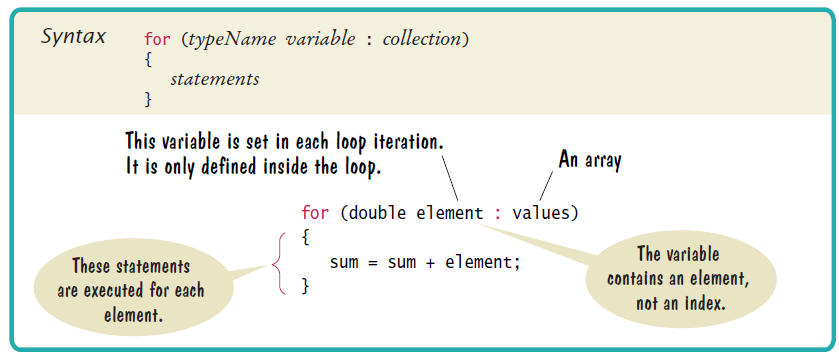 Syntax
for (typeName variable : collection)
{
statements
}
This variable is set in each loop iteration.
It is only defined inside the loop.
An array
for (double element : values)
{
sum = sum + element;
}
These statements
are executed for each
element.
The variable
contains an element,
not an index.